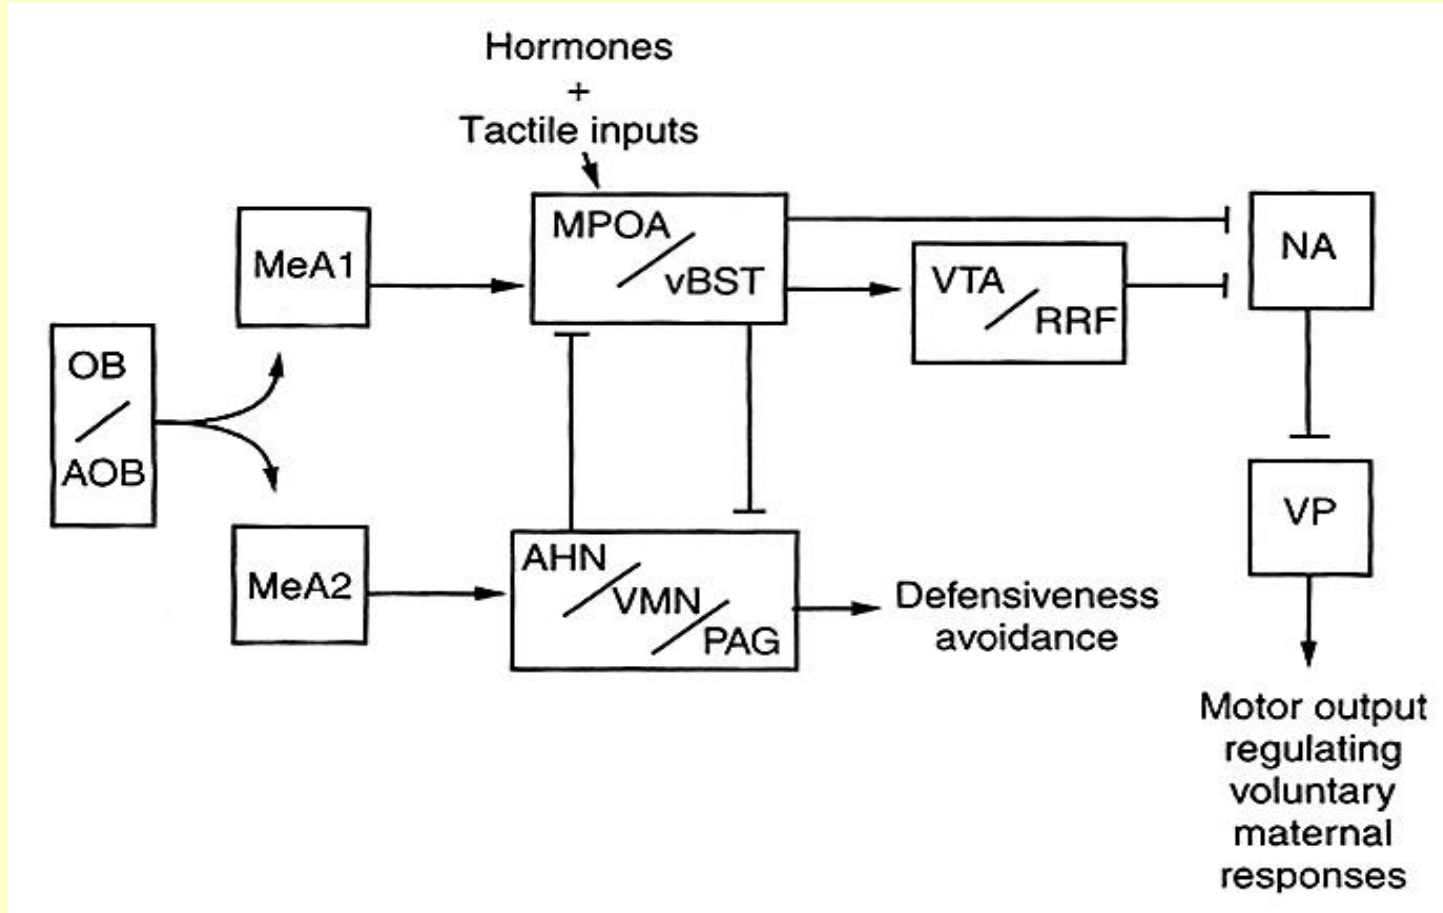 Hormones
+
Tactile inputs
MeA1
MPOA
vBST
VTA
RRF
NA
OB
AOB
MeA2
AHN
VMN
PAG
Defensiveness
avoidance
VP
Motor output
regulating
voluntary
maternal
responses